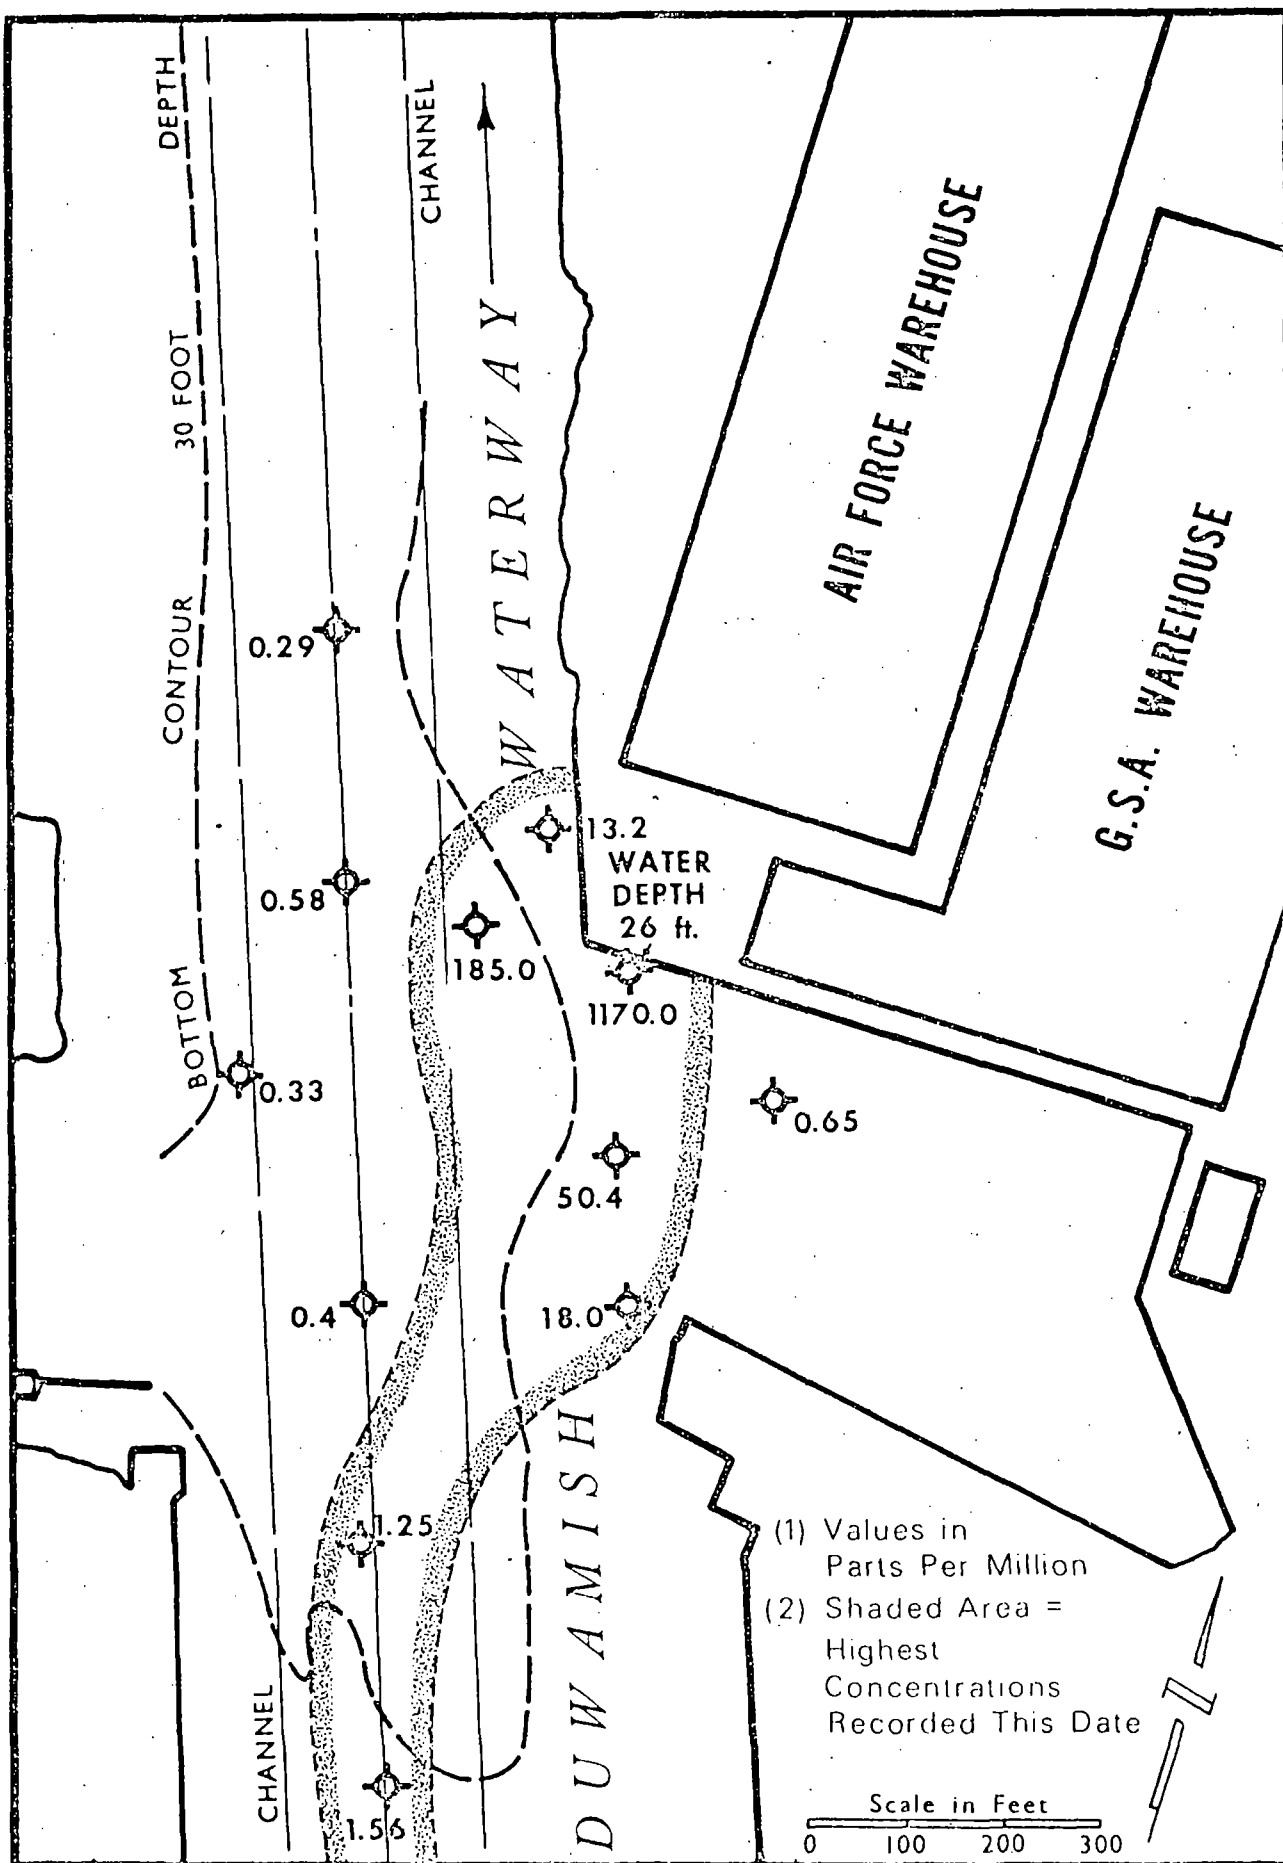 DEPTH
30 FOOT
CONTOUR
BOTTOM
CHANNEL
WATERWAY
AIR FORCE WAREHOUSE
G.S.A. WAREHOUSE
0.29
13.2
WATER
DEPTH
26 ft.
0.58
185.0
1170.0
0.33
0.65
50.4
0.4
18.0
1.25
1.56
CHANNEL
DUWAMISH
(1) Values in
Parts Per Million
(2) Shaded Area =
Highest
Concentrations
Recorded This Date
N
Scale in Feet
0 100 200 300